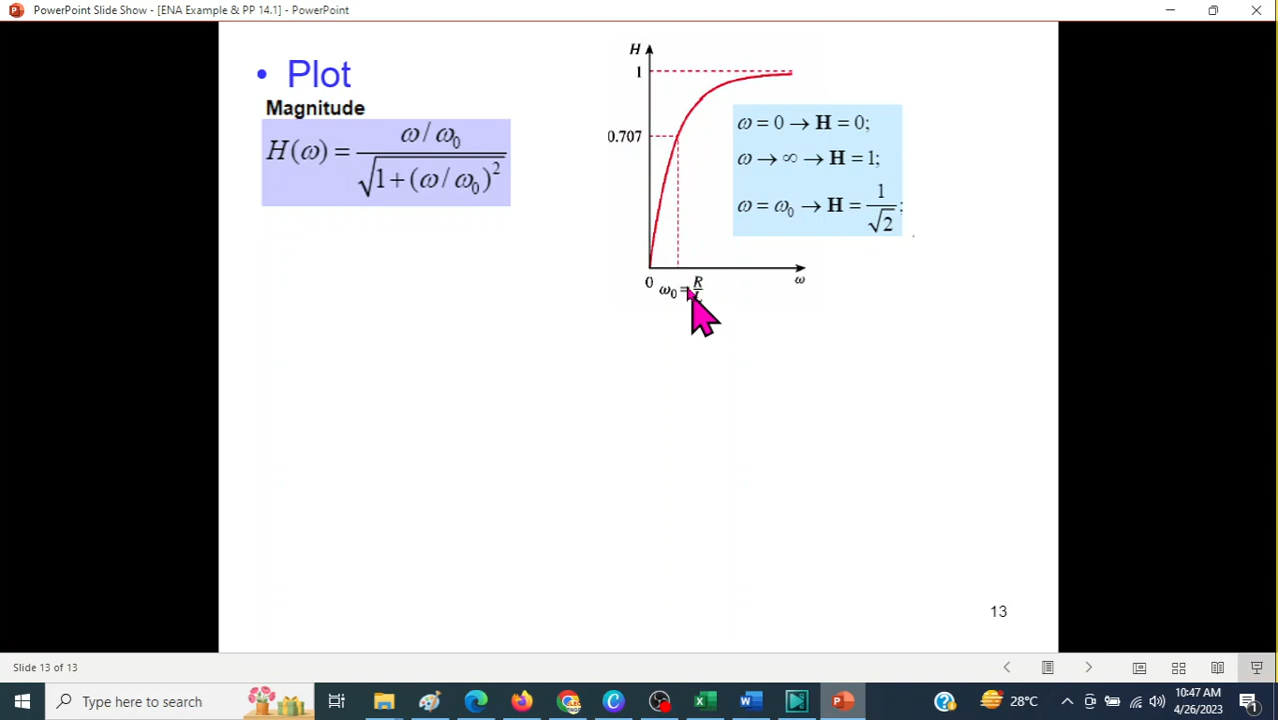 PowerPoint Slide Show - [ENA Example & PP 14.1] - PowerPoint
• Plot
Magnitude
H(ω) = (ω / ω₀) / √(1 + (ω / ω₀)²)
H
1
0.707
0
ω₀ = R/L
ω
ω = 0 → H = 0;
ω → ∞ → H = 1;
ω = ω₀ → H = 1/√2;
13
Slide 13 of 13
Type here to search
28°C
10:47 AM
4/26/2023
1